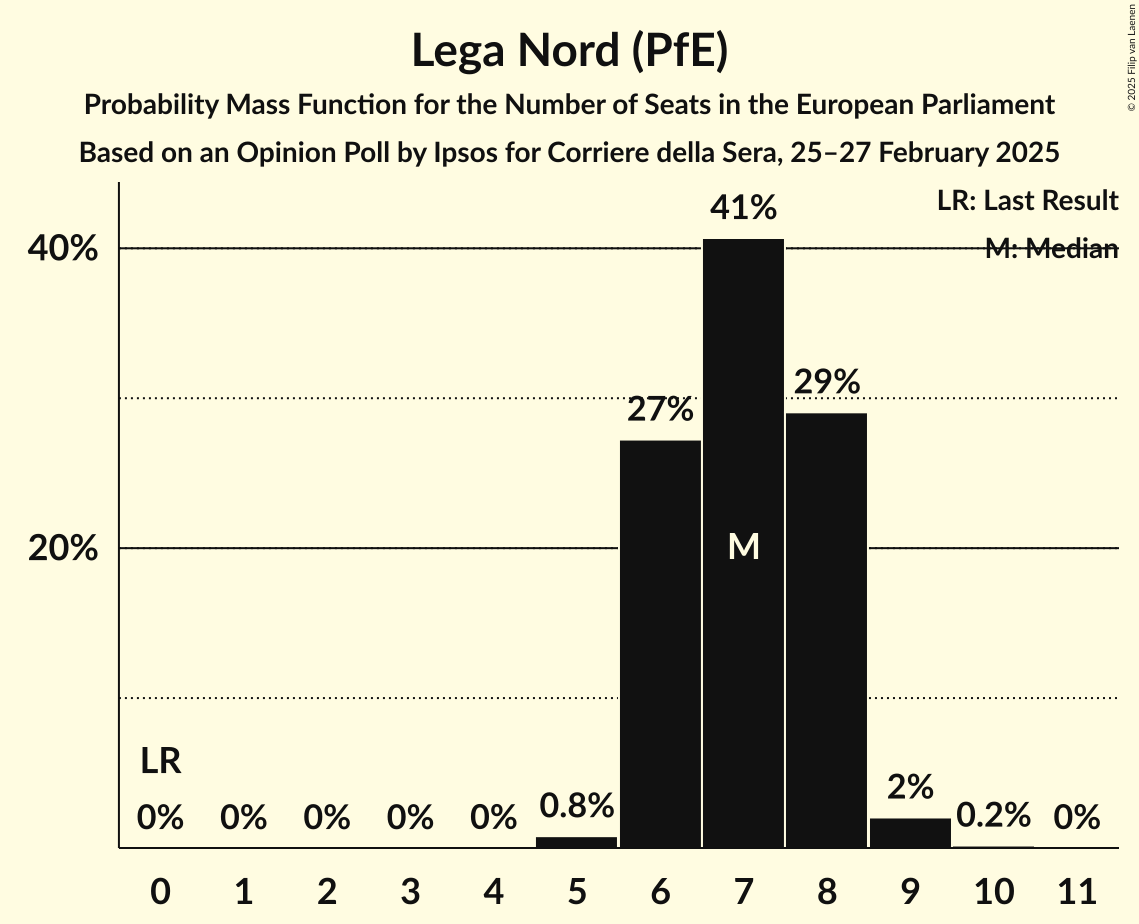 Lega Nord (PfE)
Probability Mass Function for the Number of Seats in the European Parliament
Based on an Opinion Poll by Ipsos for Corriere della Sera, 25–27 February 2025
© 2025 Filip van Laenen
LR: Last Result
M: Median
40%
20%
41%
29%
27%
M
LR
0% 0% 0% 0% 0% 0.8% 2% 0.2% 0%
0 1 2 3 4 5 6 7 8 9 10 11